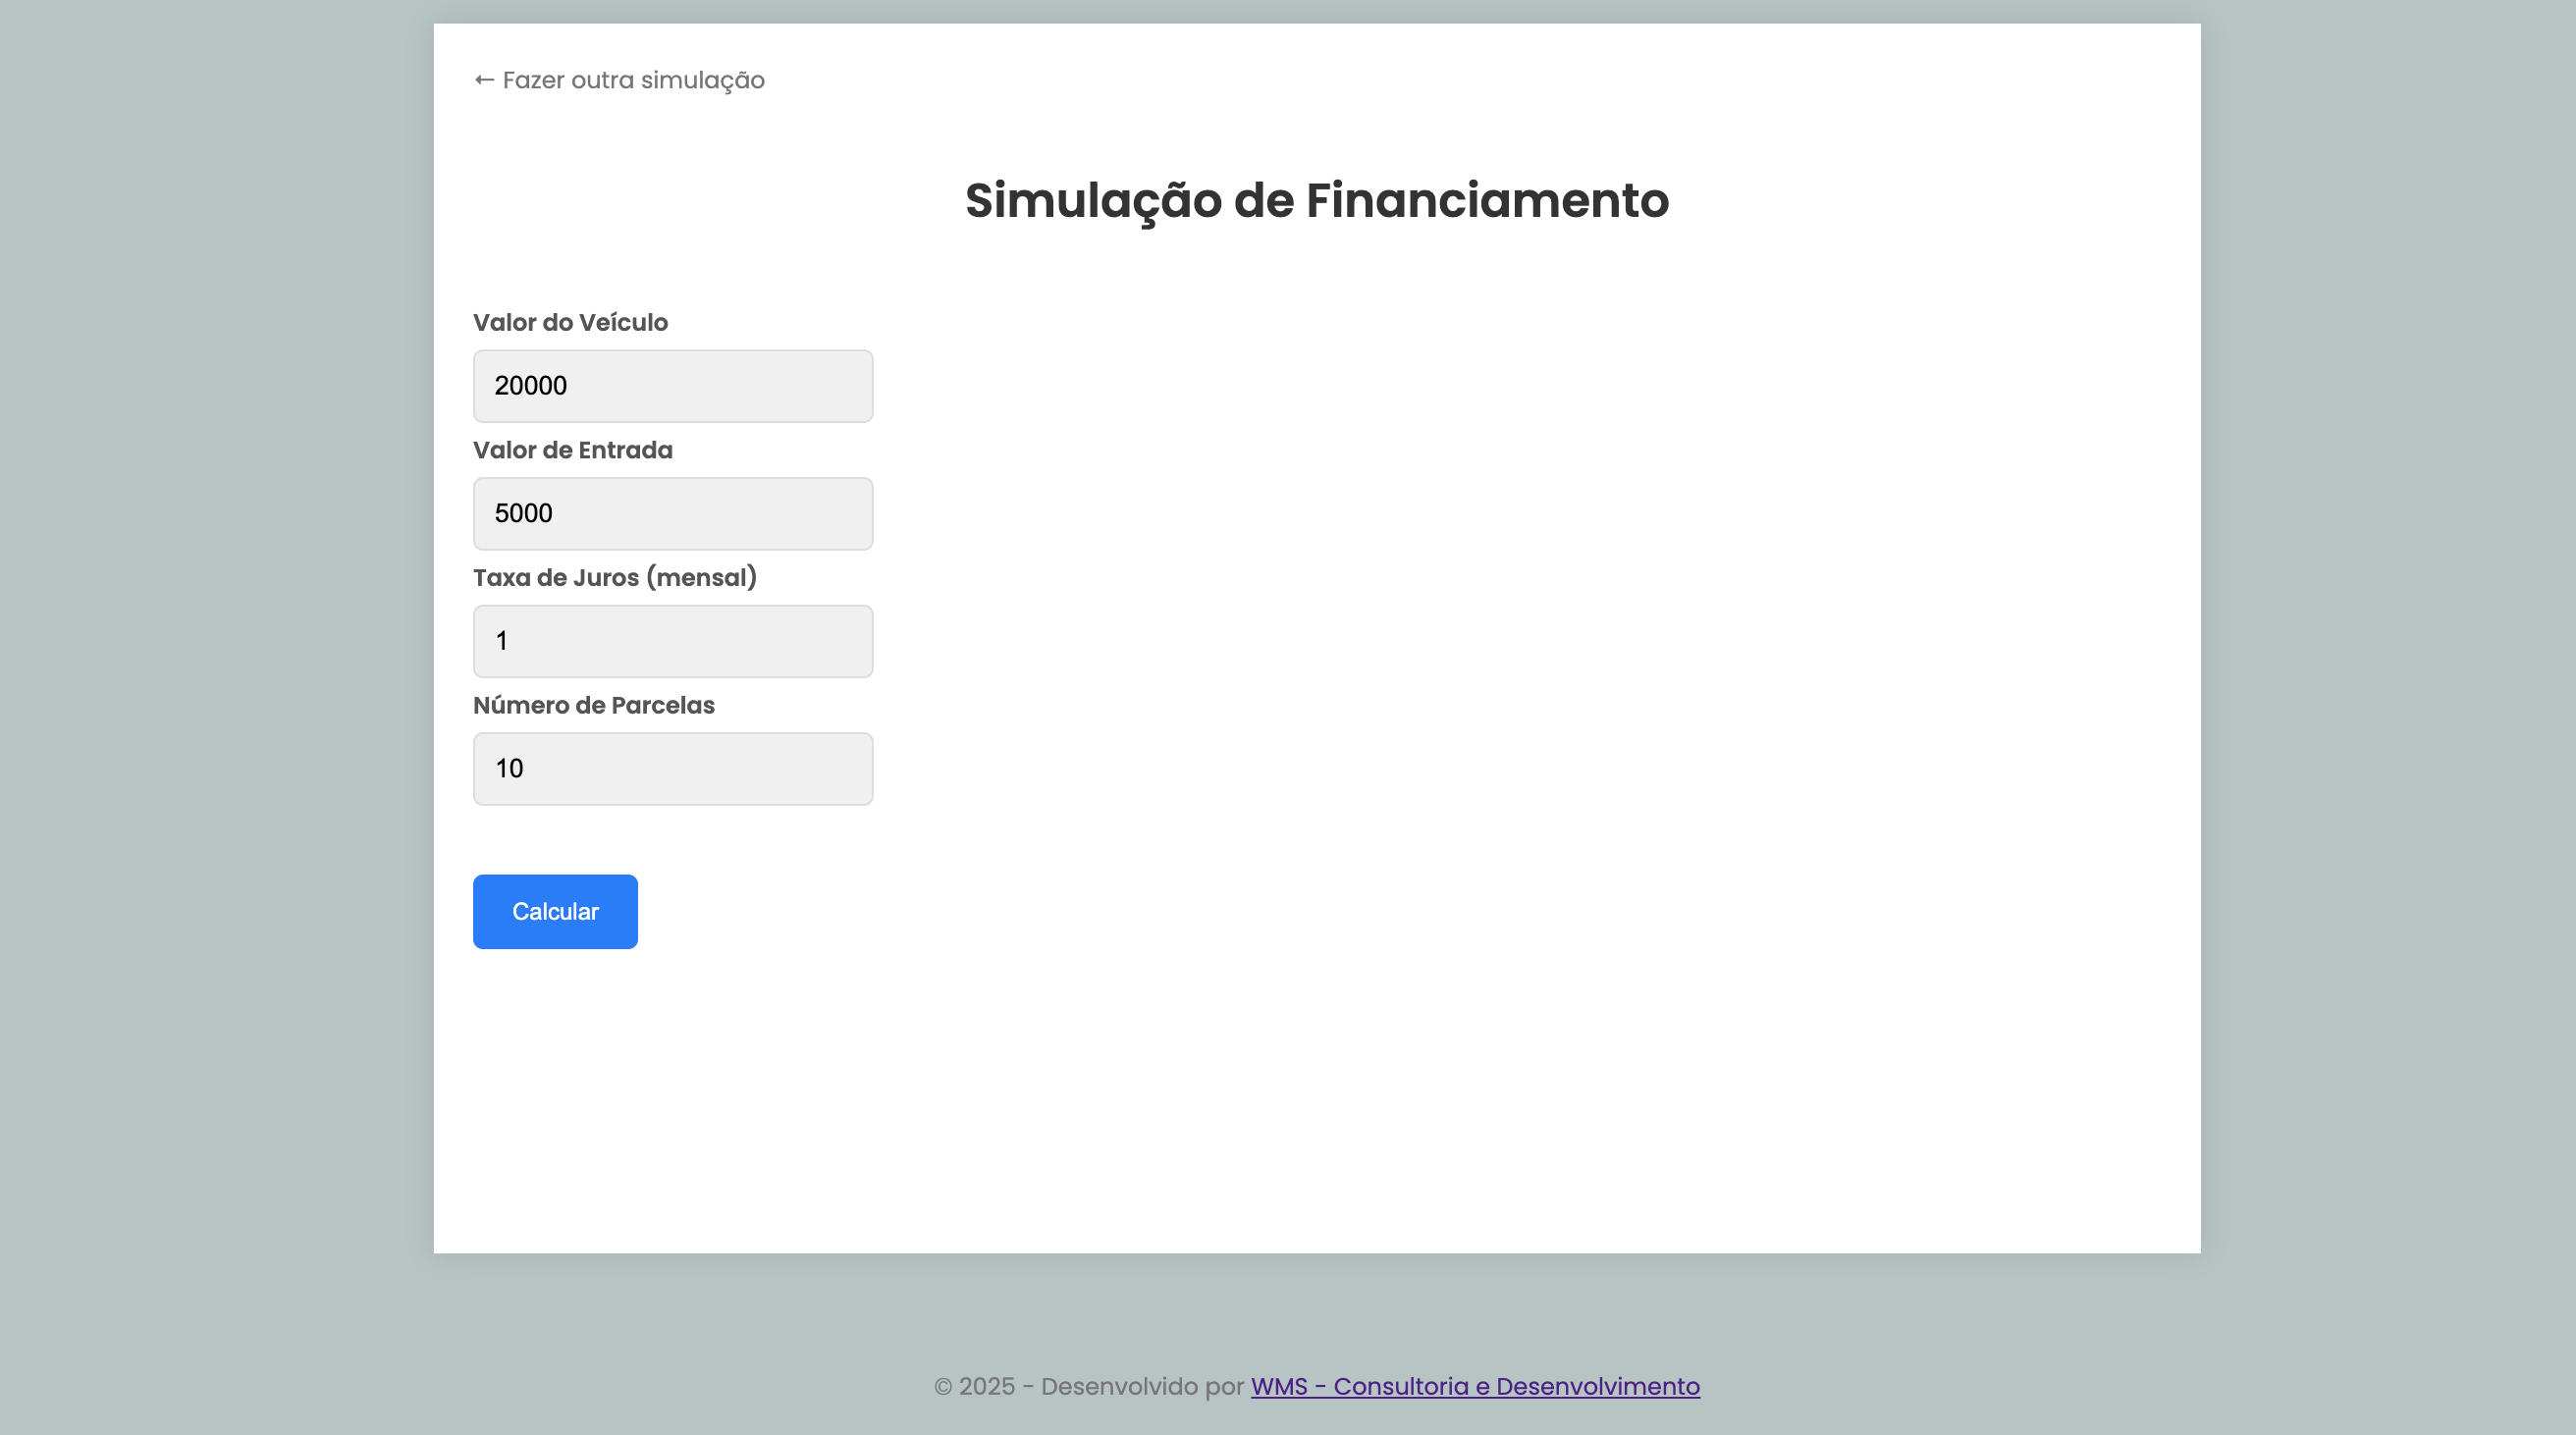 ← Fazer outra simulação
Simulação de Financiamento
Valor do Veículo
20000
Valor de Entrada
5000
Taxa de Juros (mensal)
1
Número de Parcelas
10
Calcular
© 2025 - Desenvolvido por WMS - Consultoria e Desenvolvimento